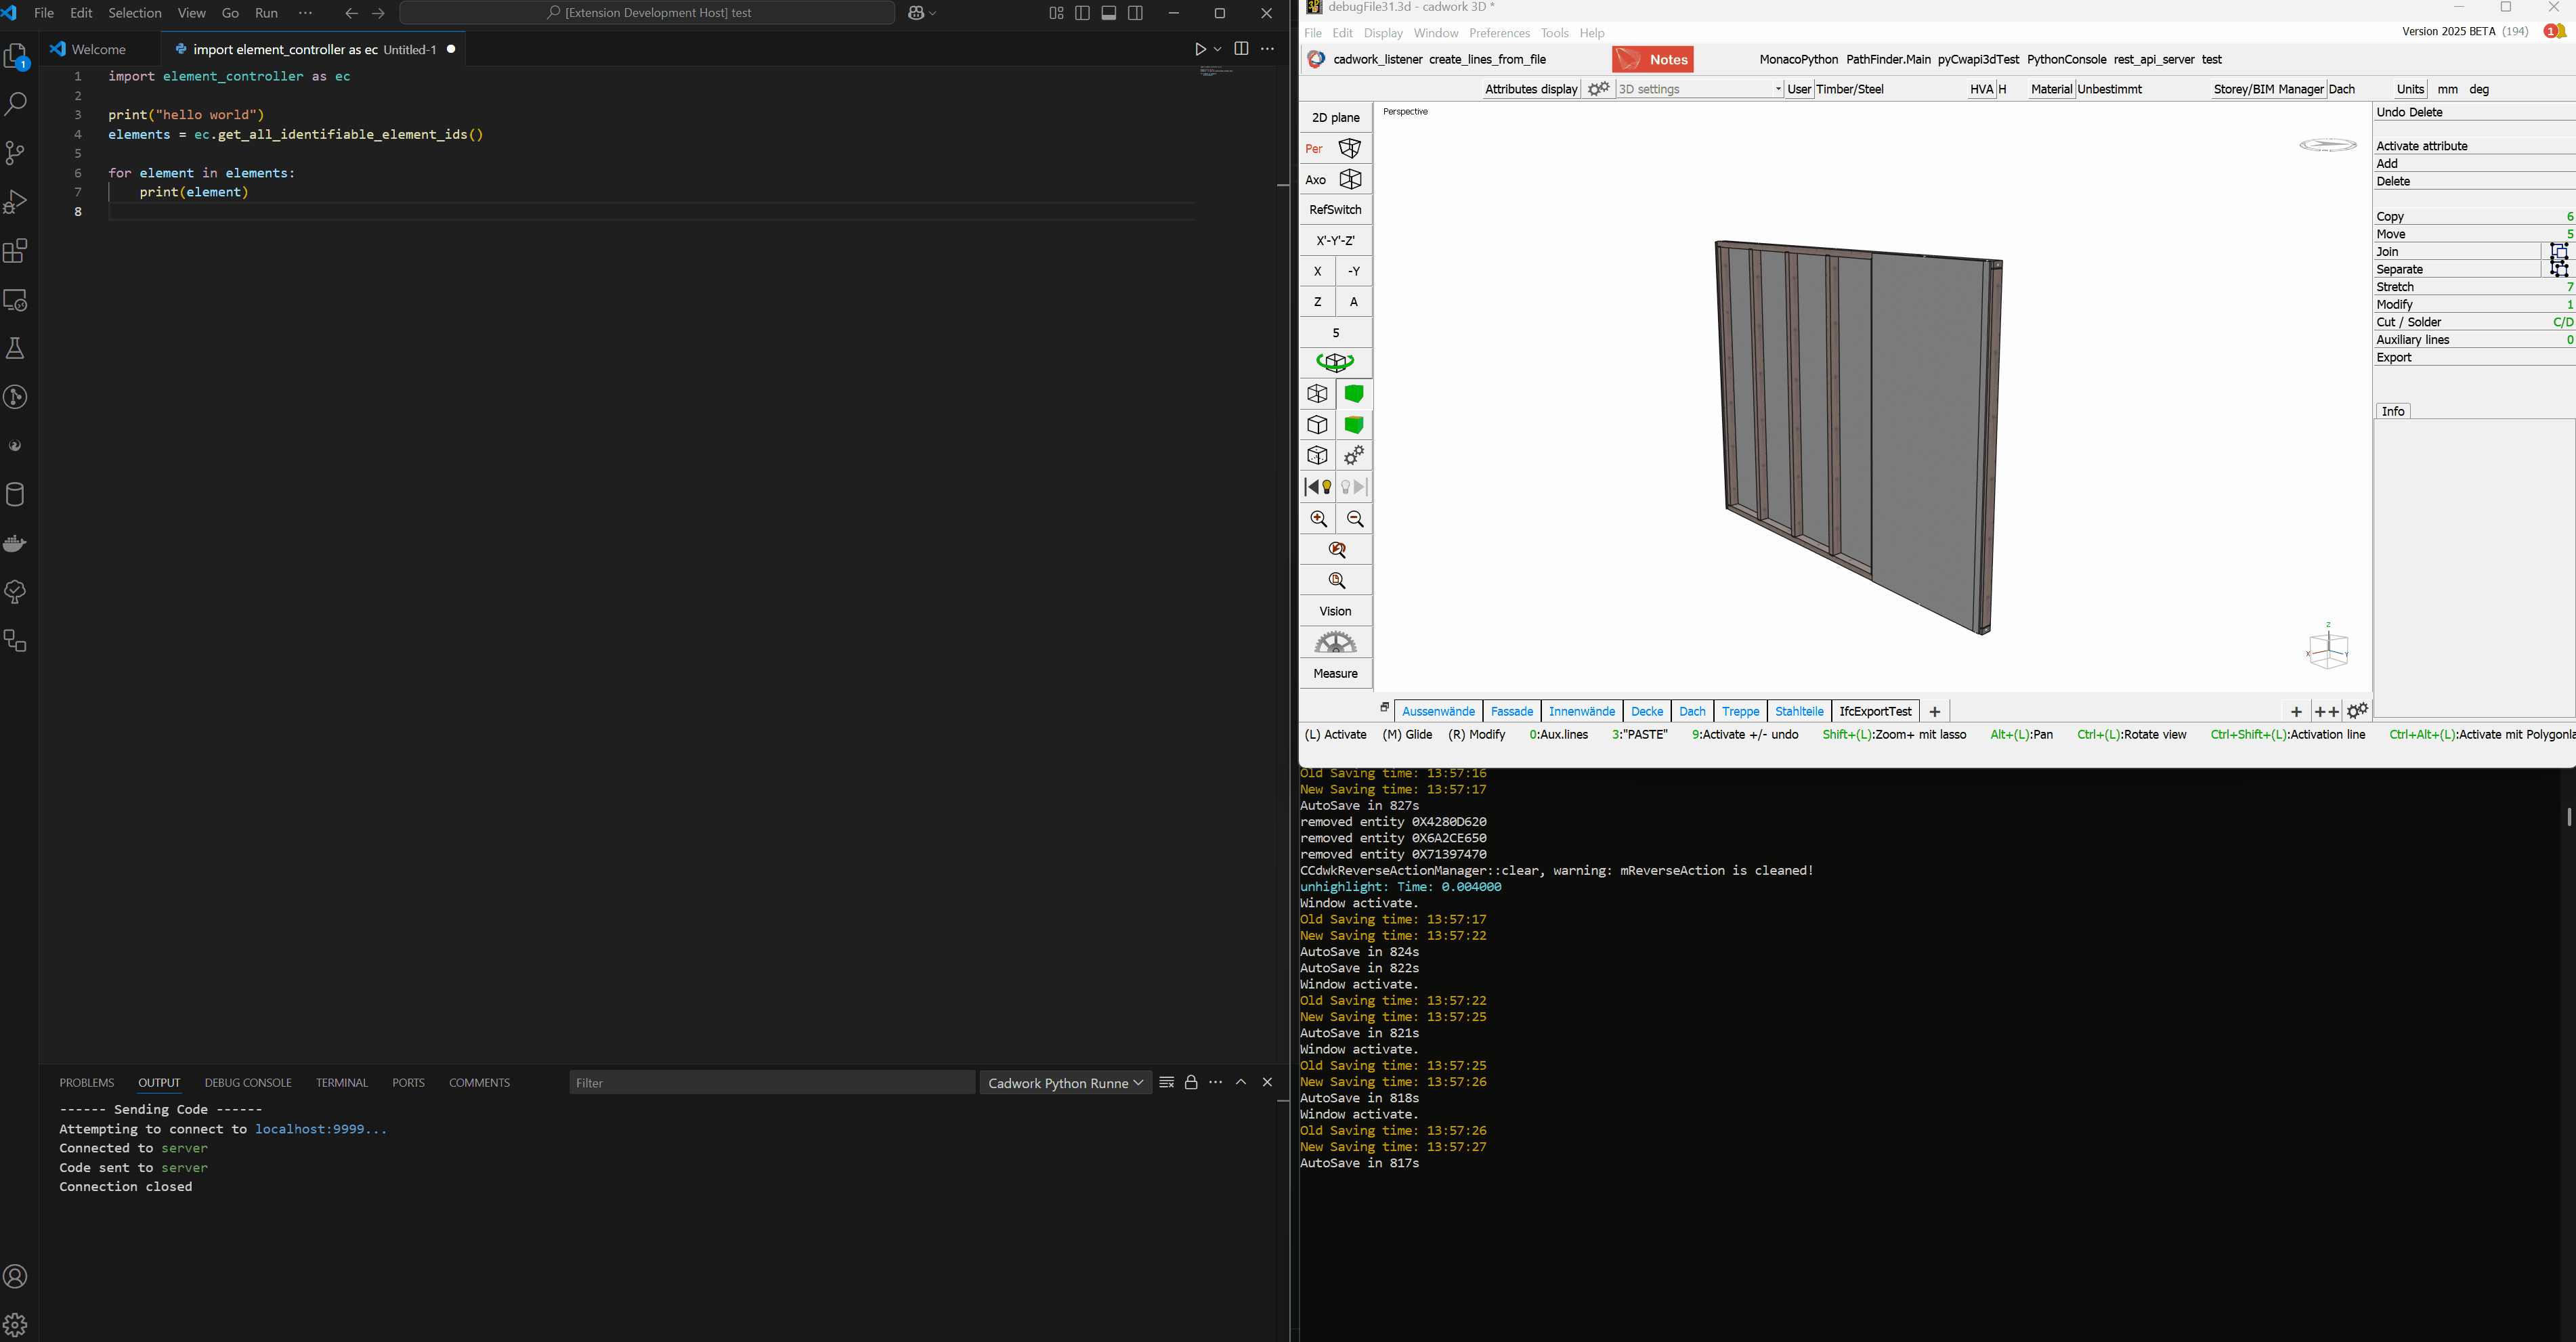 File Edit Selection View Go Run ··· [Extension Development Host] test
1
Welcome import element_controller as ec Untitled-1
1 import element_controller as ec
2
3 print("hello world")
4 elements = ec.get_all_identifiable_element_ids()
5
6 for element in elements:
7 print(element)
8
PROBLEMS OUTPUT DEBUG CONSOLE TERMINAL PORTS COMMENTS Filter Cadwork Python Runne
------ Sending Code ------
Attempting to connect to localhost:9999...
Connected to server
Code sent to server
Connection closed
debugFile31.3d - cadwork 3D *
File Edit Display Window Preferences Tools Help
Version 2025 BETA (194) 1
cadwork_listener create_lines_from_file Notes MonacoPython PathFinder.Main pyCwapi3dTest PythonConsole rest_api_server test
Attributes display 3D settings User Timber/Steel HVA H Material Unbestimmt Storey/BIM Manager Dach Units mm deg
2D plane
Per
Axo
RefSwitch
X'-Y'-Z'
X -Y
Z A
5
Vision
Measure
Perspective
Z
X Y
Undo Delete
Activate attribute
Add
Delete
Copy 6
Move 5
Join
Separate
Stretch 7
Modify 1
Cut / Solder C/D
Auxiliary lines 0
Export
Info
Aussenwände Fassade Innenwände Decke Dach Treppe Stahlteile IfcExportTest + + ++
(L) Activate (M) Glide (R) Modify 0:Aux.lines 3:"PASTE" 9:Activate +/- undo Shift+(L):Zoom+ mit lasso Alt+(L):Pan Ctrl+(L):Rotate view Ctrl+Shift+(L):Activation line Ctrl+Alt+(L):Activate mit Polygonla
Old Saving time: 13:57:16
New Saving time: 13:57:17
AutoSave in 827s
removed entity 0X4280D620
removed entity 0X6A2CE650
removed entity 0X71397470
CCdwkReverseActionManager::clear, warning: mReverseAction is cleaned!
unhighlight: Time: 0.004000
Window activate.
Old Saving time: 13:57:17
New Saving time: 13:57:22
AutoSave in 824s
AutoSave in 822s
Window activate.
Old Saving time: 13:57:22
New Saving time: 13:57:25
AutoSave in 821s
Window activate.
Old Saving time: 13:57:25
New Saving time: 13:57:26
AutoSave in 818s
Window activate.
Old Saving time: 13:57:26
New Saving time: 13:57:27
AutoSave in 817s